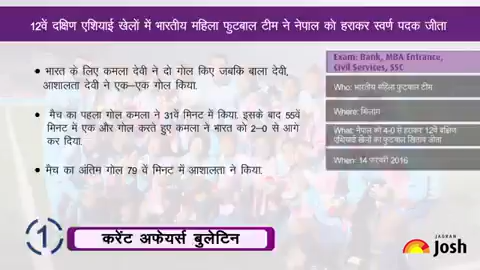 12वें दक्षिण एशियाई खेलों में भारतीय महिला फुटबाल टीम ने नेपाल को हराकर स्वर्ण पदक जीता
• भारत के लिए कमला देवी ने दो गोल किए जबकि बाला देवी,
आशालता देवी ने एक–एक गोल किया.
• मैच का पहला गोल कमला ने 31वें मिनट में किया. इसके बाद 55वें
मिनट में एक और गोल करते हुए कमला ने भारत को 2–0 से आगे
कर दिया.
• मैच का अंतिम गोल 79 वें मिनट में आशालता ने किया.
Exam: Bank, MBA Entrance,
Civil Services, SSC
Who: भारतीय महिला फुटबाल टीम
Where: शिलांग
What: नेपाल को 4-0 से हराकर 12वें दक्षिण
एशियाई खेलों का फुटबाल खिताब जीता
When: 14 फरवरी 2016
1
करेंट अफेयर्स बुलेटिन
JAGRAN
Josh